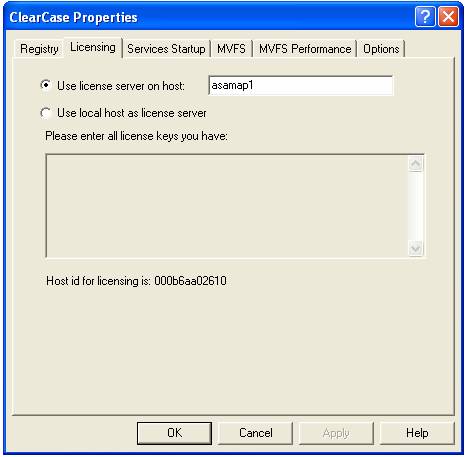 ClearCase Properties
Registry Licensing Services Startup MVFS MVFS Performance Options
Use license server on host: asamap1
Use local host as license server
Please enter all license keys you have:
Host id for licensing is: 000b6aa02610
OK Cancel Apply Help